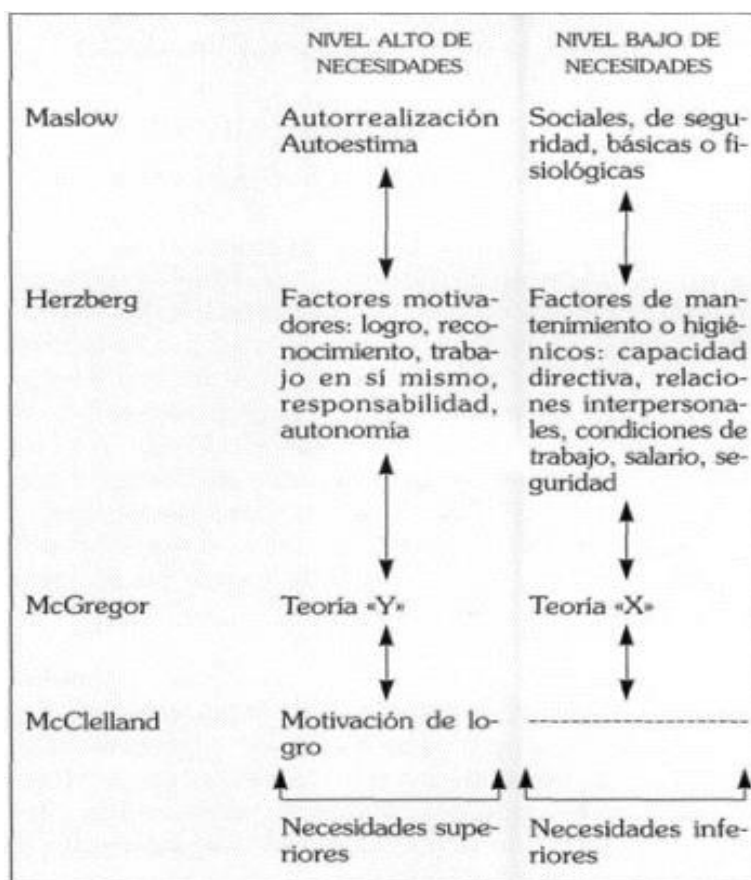 NIVEL ALTO DE NECESIDADES
NIVEL BAJO DE NECESIDADES
Maslow
Autorrealización
Autoestima
Sociales, de segu-
ridad, básicas o fi-
siológicas
Herzberg
Factores motiva-
dores: logro, reco-
nocimiento, traba-
jo en sí mismo,
responsabilidad,
autonomía
Factores de man-
tenimiento o higié-
nicos: capacidad
directiva, relacio-
nes interpersona-
les, condiciones de
trabajo, salario, se-
guridad
McGregor
Teoría «Y»
Teoría «X»
McClelland
Motivación de lo-
gro
Necesidades supe-
riores
Necesidades infe-
riores